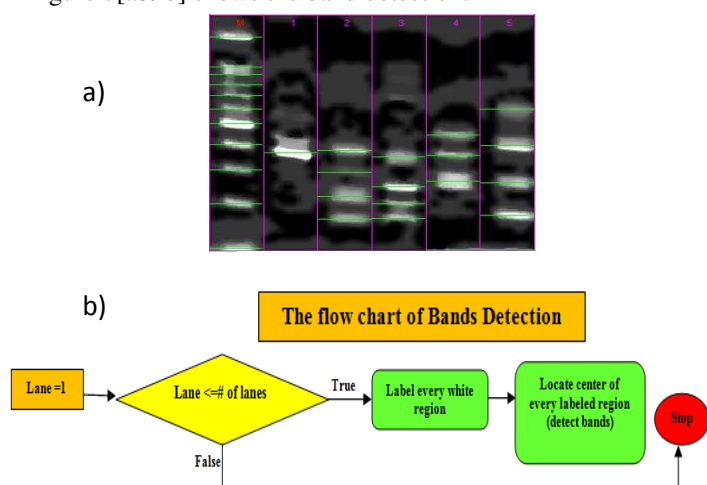 a)
M 1 2 3 4 5
b)
The flow chart of Bands Detection
Lane =1
Lane <=# of lanes
True
Label every white
region
Locate center of
every labeled region
(detect bands)
Stop
False